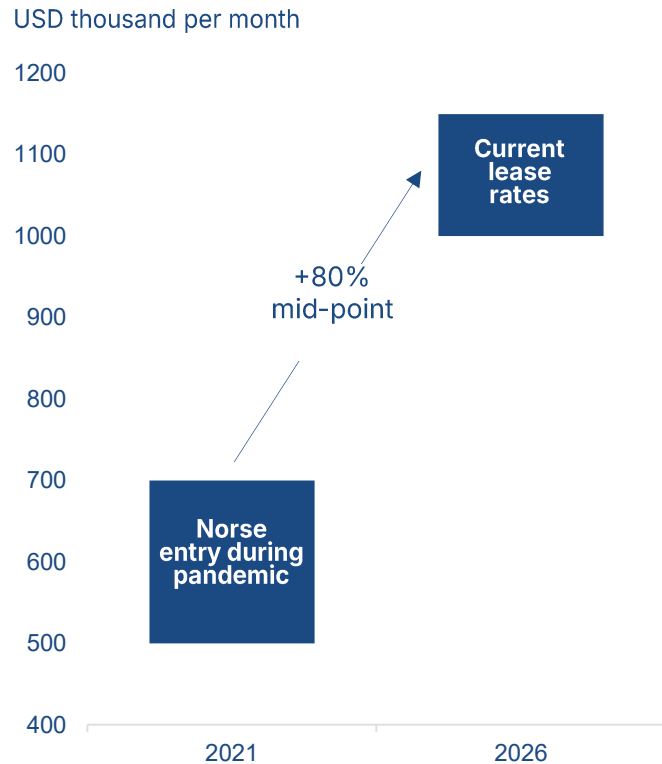 USD thousand per month
1200
1100
1000
900
800
700
600
500
400
Current
lease
rates
+80%
mid-point
Norse
entry during
pandemic
2021
2026